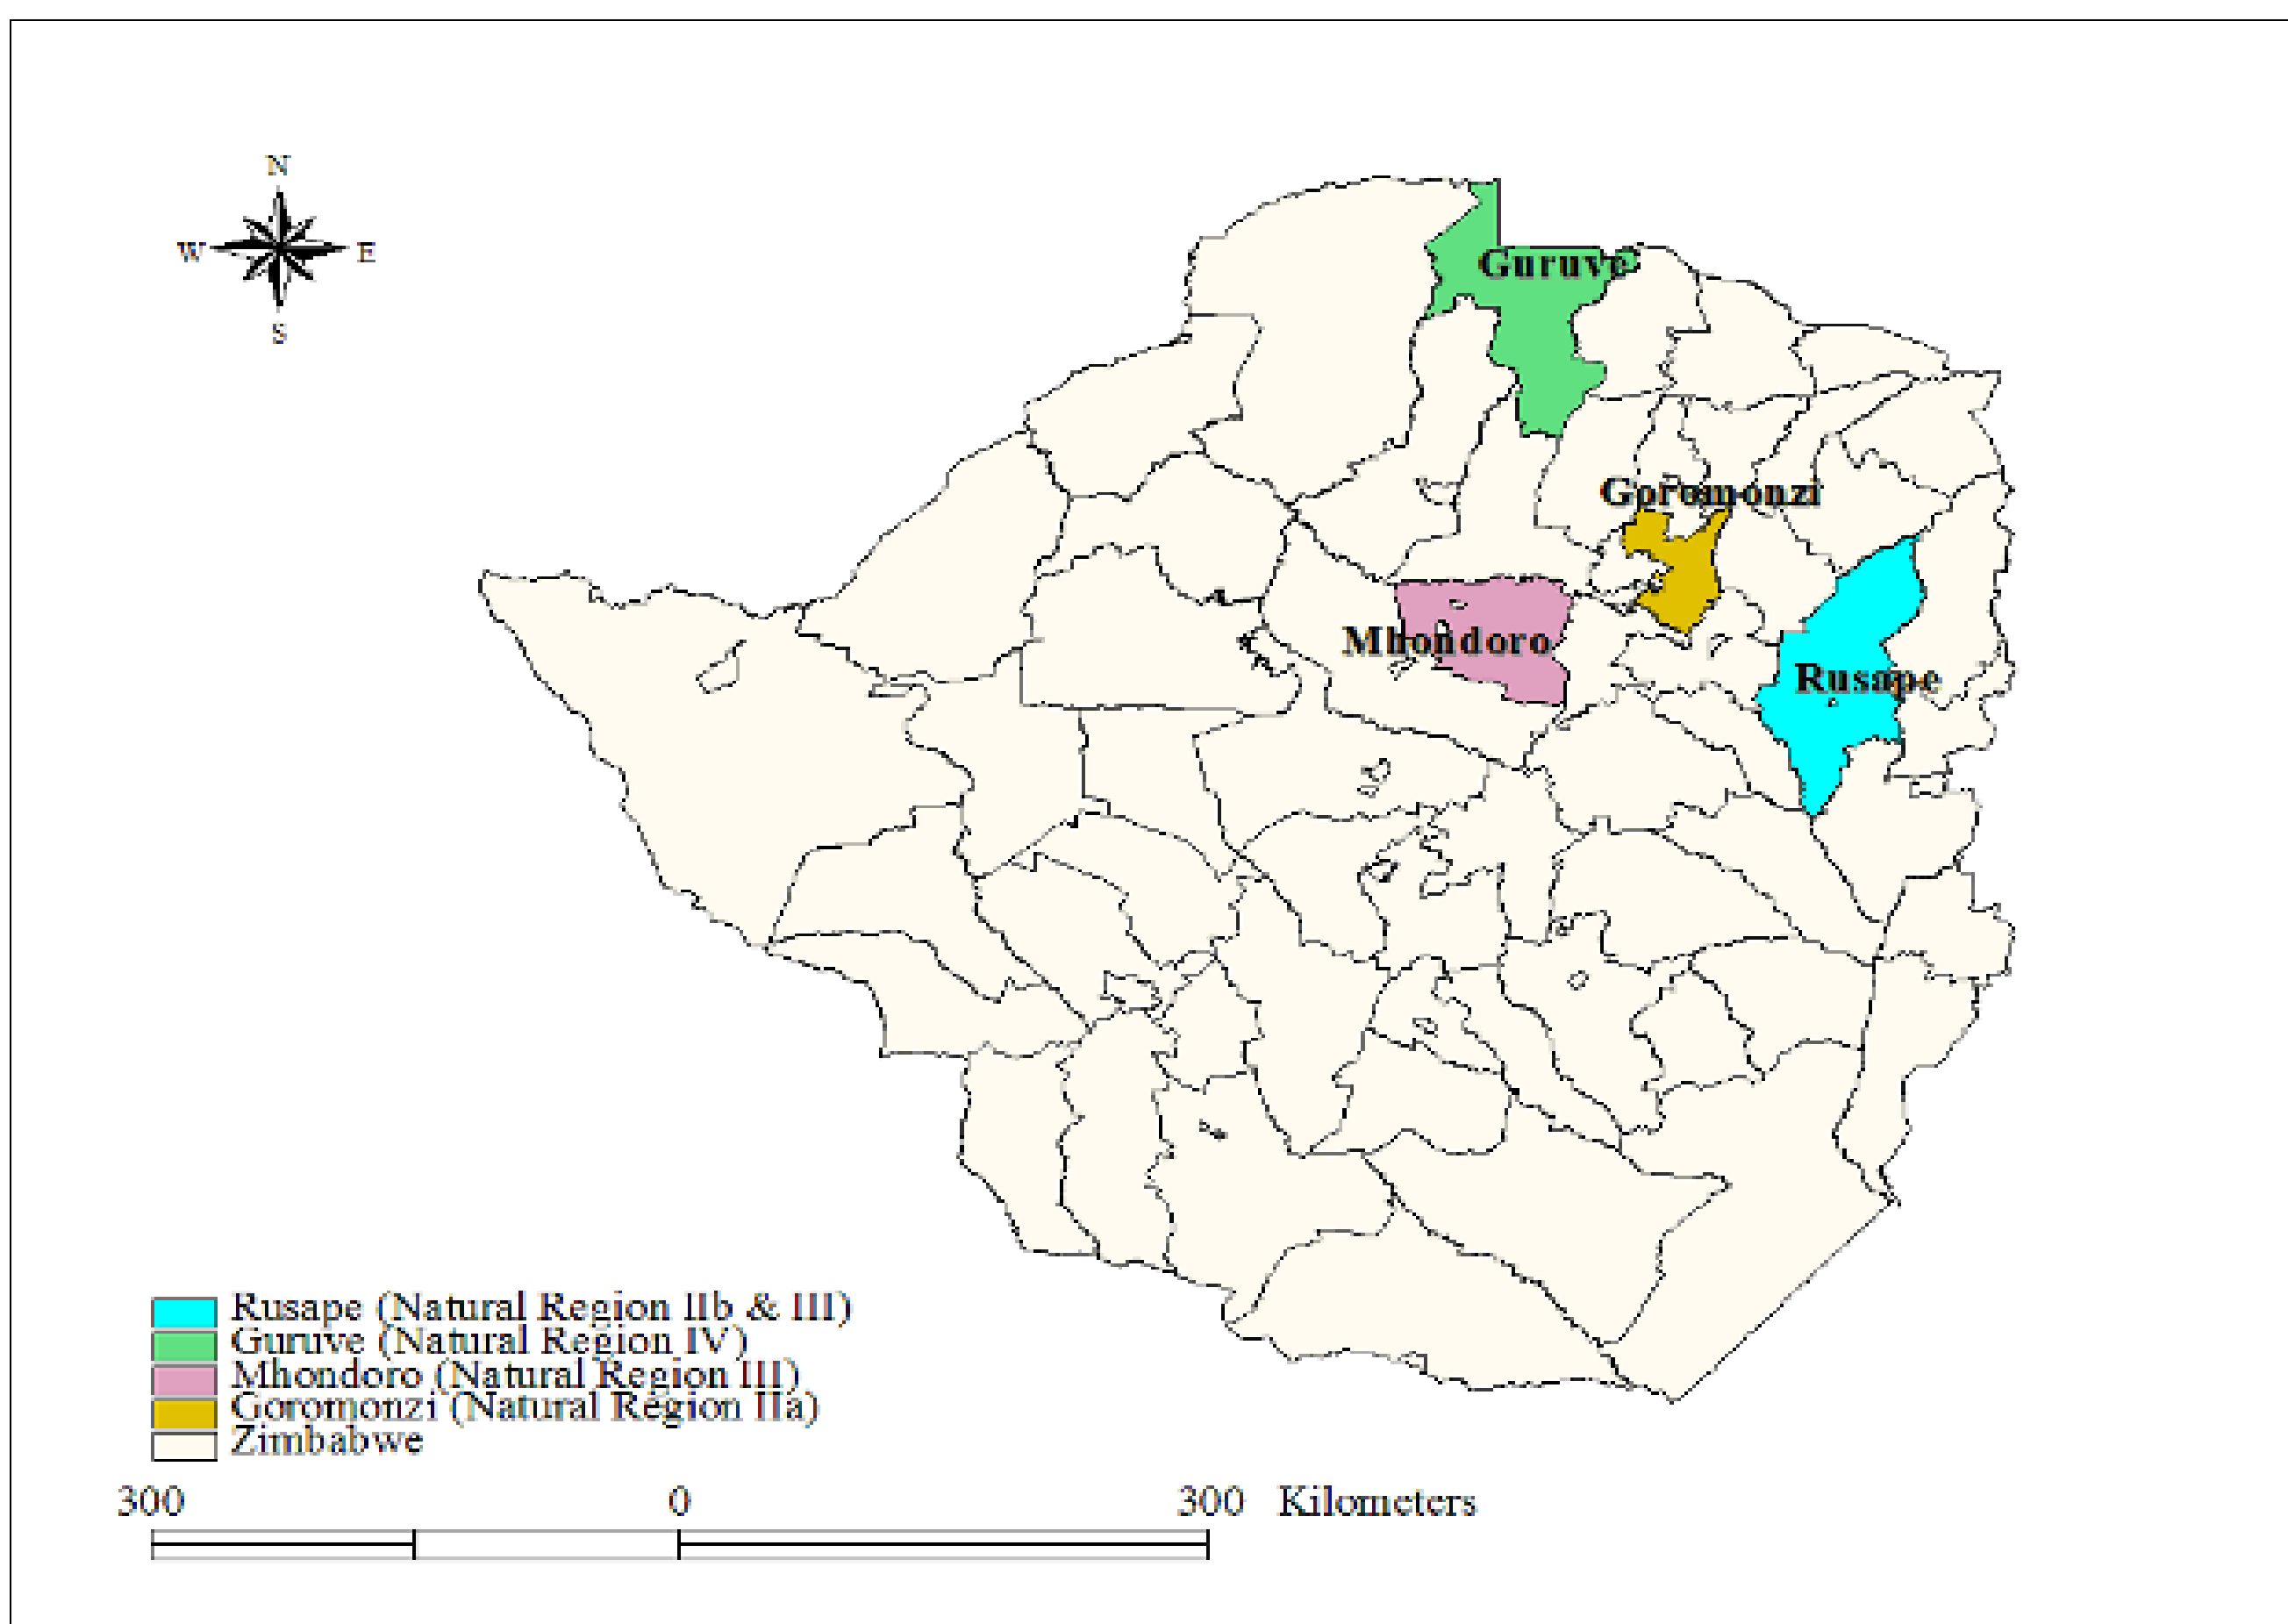 N
W E
S
Guruve
Goromonzi
Mhondoro
Rusape
Rusape (Natural Region IIb & III)
Guruve (Natural Region IV)
Mhondoro (Natural Region III)
Goromonzi (Natural Region IIa)
Zimbabwe
300 0 300 Kilometers